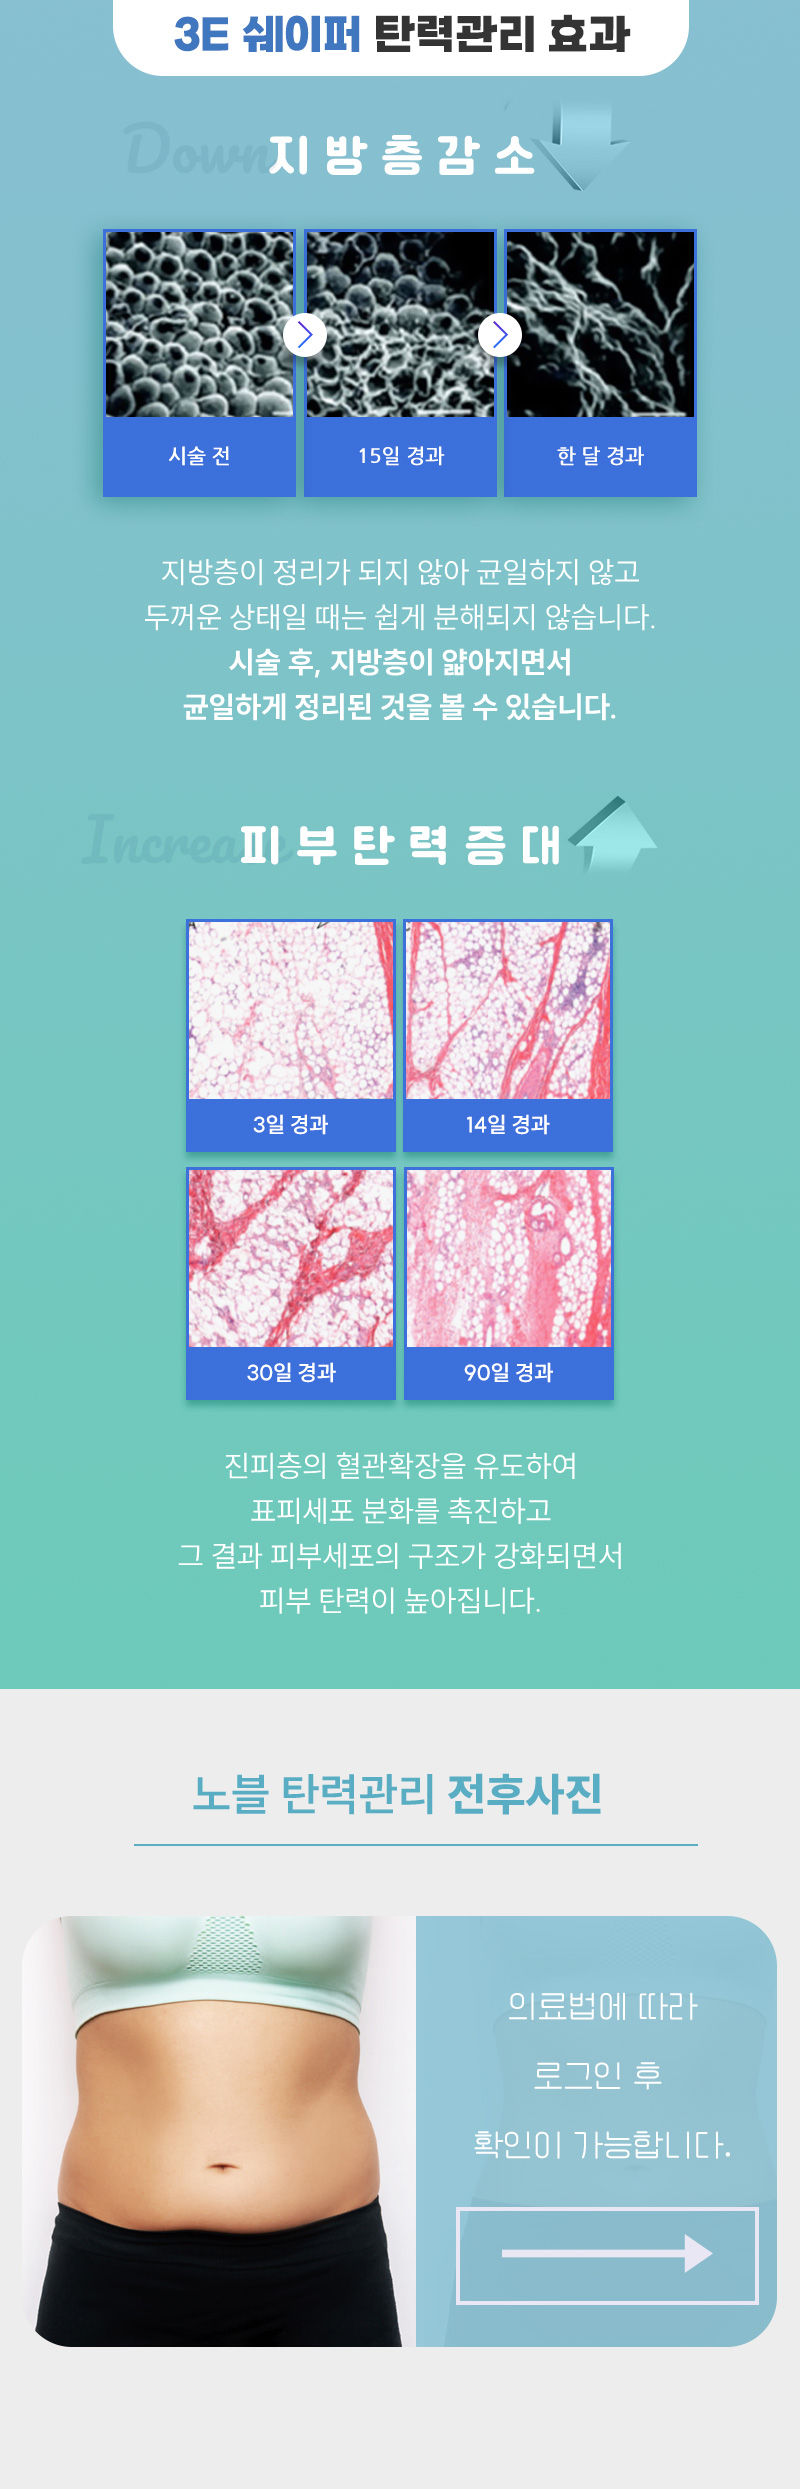 3E 쉐이퍼 탄력관리 효과
Down
지방층감소
시술 전
15일 경과
한 달 경과
지방층이 정리가 되지 않아 균일하지 않고
두꺼운 상태일 때는 쉽게 분해되지 않습니다.
시술 후, 지방층이 얇아지면서
균일하게 정리된 것을 볼 수 있습니다.
Increase
피부탄력증대
3일 경과
14일 경과
30일 경과
90일 경과
진피층의 혈관확장을 유도하여
표피세포 분화를 촉진하고
그 결과 피부세포의 구조가 강화되면서
피부 탄력이 높아집니다.
노블 탄력관리 전후사진
의료법에 따라
로그인 후
확인이 가능합니다.